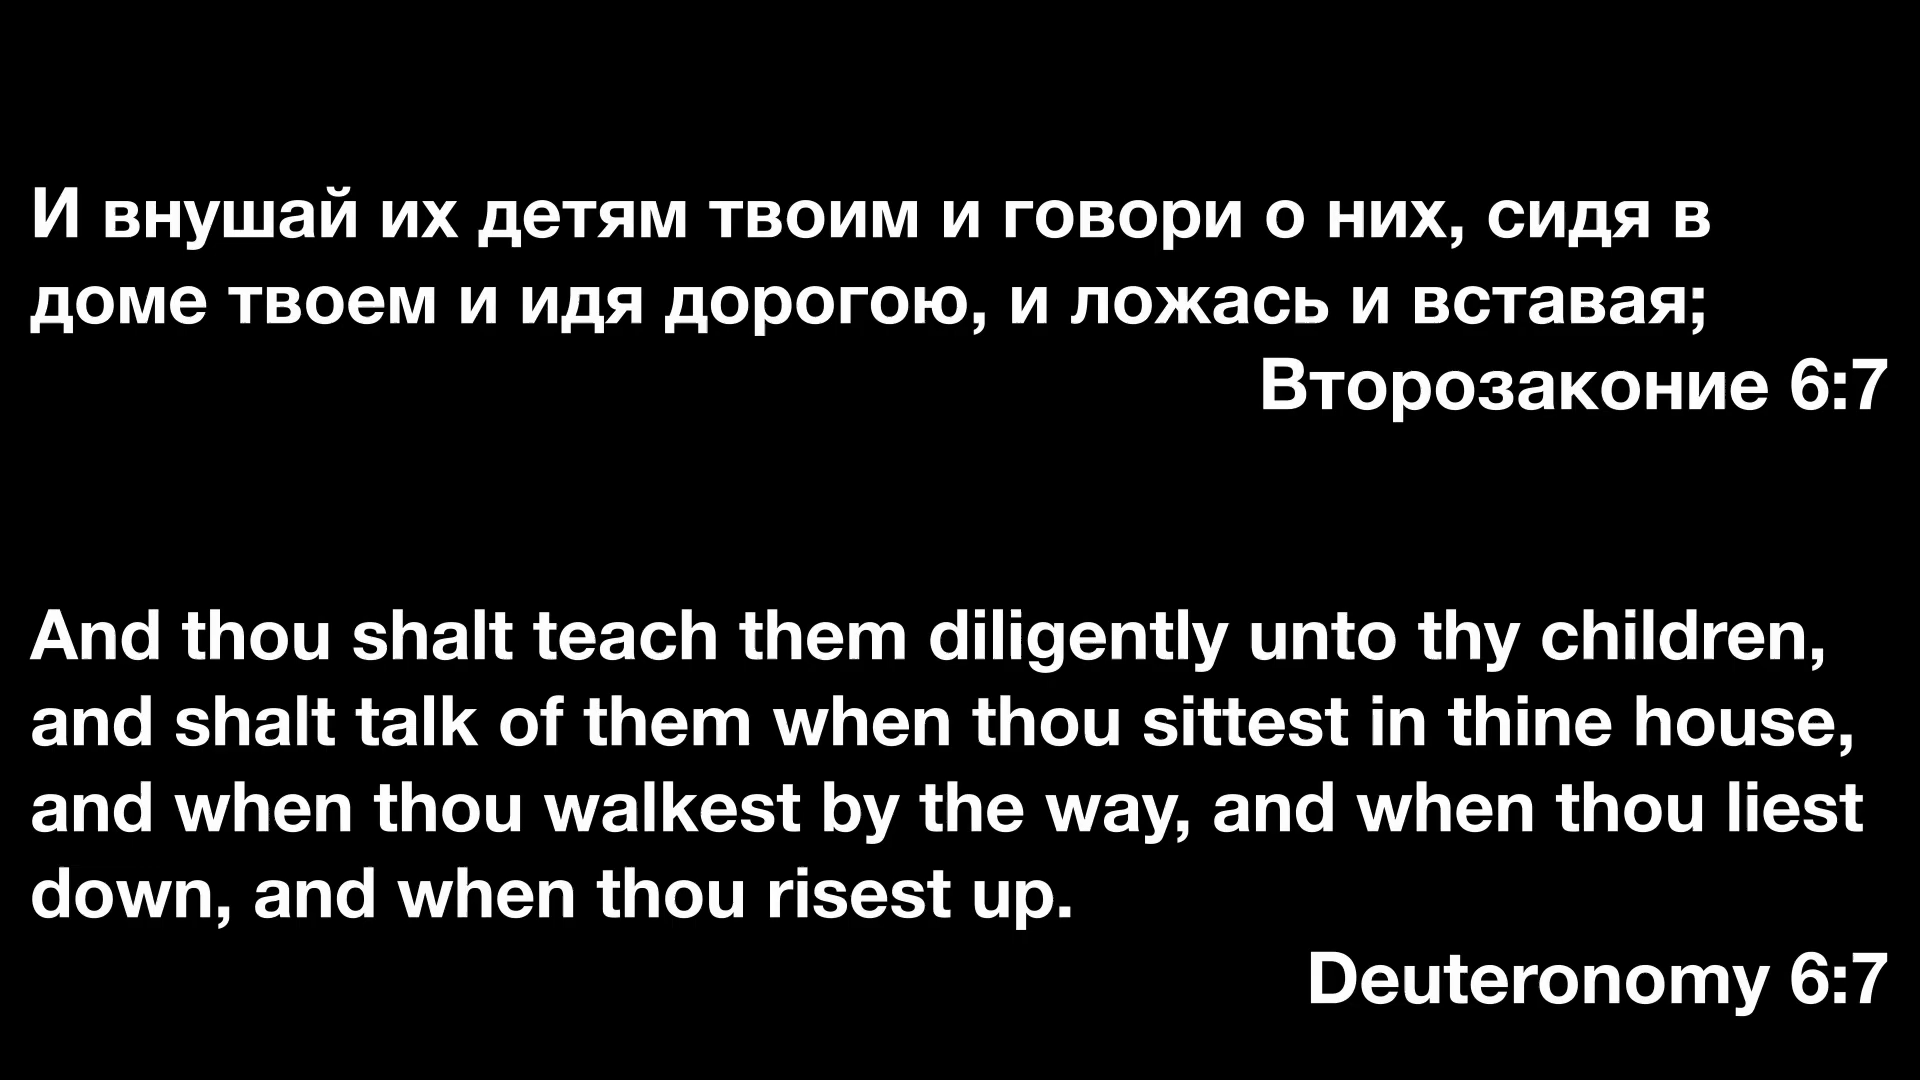 И внушай их детям твоим и говори о них, сидя в
доме твоем и идя дорогою, и ложась и вставая;
Второзаконие 6:7
And thou shalt teach them diligently unto thy children,
and shalt talk of them when thou sittest in thine house,
and when thou walkest by the way, and when thou liest
down, and when thou risest up.
Deuteronomy 6:7